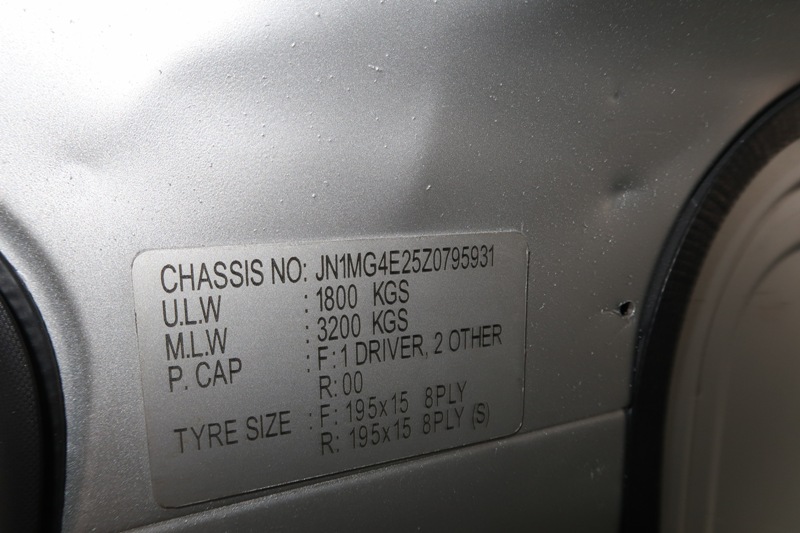 CHASSIS NO: JN1MG4E25Z0795931
U.L.W : 1800 KGS
M.L.W : 3200 KGS
P. CAP : F: 1 DRIVER, 2 OTHER
R: 00
TYRE SIZE : F: 195x15 8PLY
R: 195x15 8PLY (S)